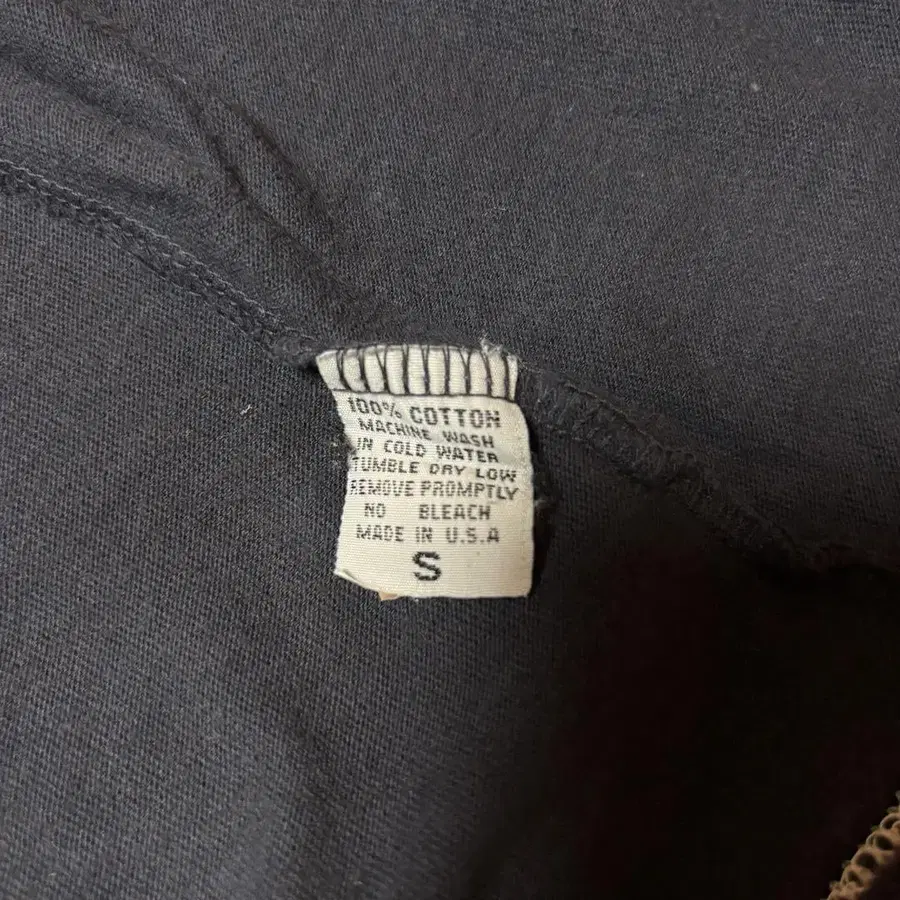 100% COTTON
MACHINE WASH
IN COLD WATER
TUMBLE DRY LOW
REMOVE PROMPTLY
NO BLEACH
MADE IN U.S.A
S